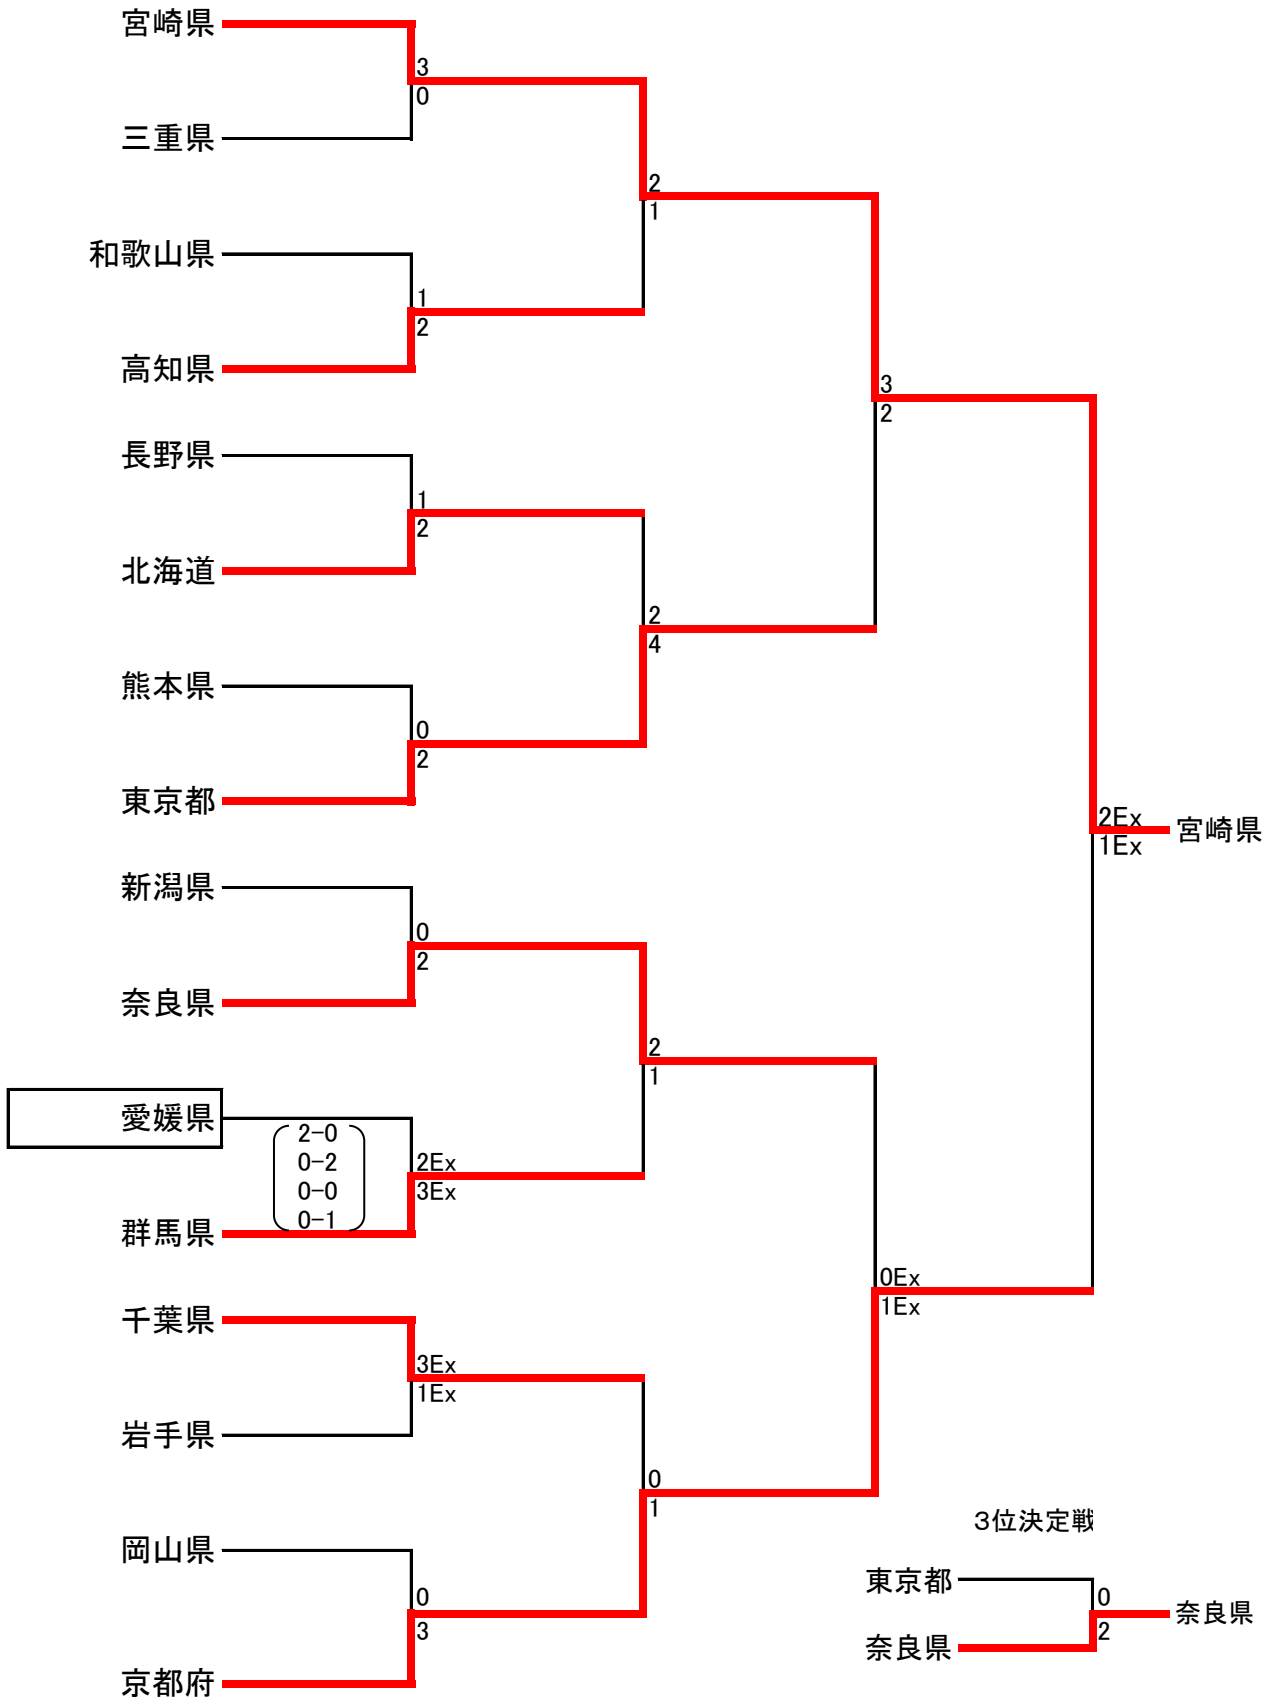 宮崎県
3
0
三重県
2
1
和歌山県
1
2
高知県
3
2
長野県
1
2
北海道
2
4
熊本県
0
2
東京都
2Ex
1Ex
宮崎県
新潟県
0
2
奈良県
2
1
愛媛県
2-0
0-2
0-0
0-1
2Ex
3Ex
群馬県
0Ex
1Ex
千葉県
3Ex
1Ex
岩手県
0
1
岡山県
0
3
京都府
3位決定戦
東京都
0
2
奈良県
奈良県